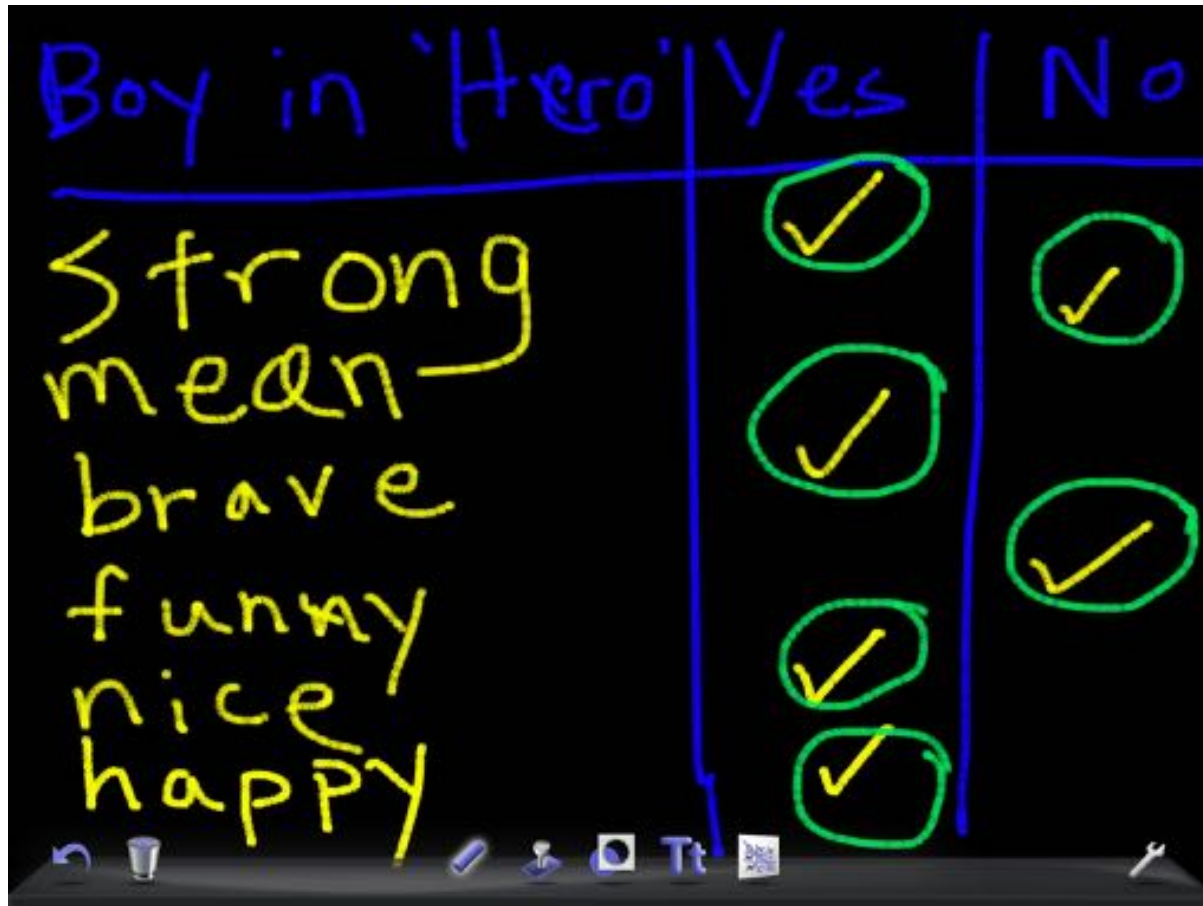 Boy in 'Hero' Yes No
Strong
mean
brave
funny
nice
happy
Tt